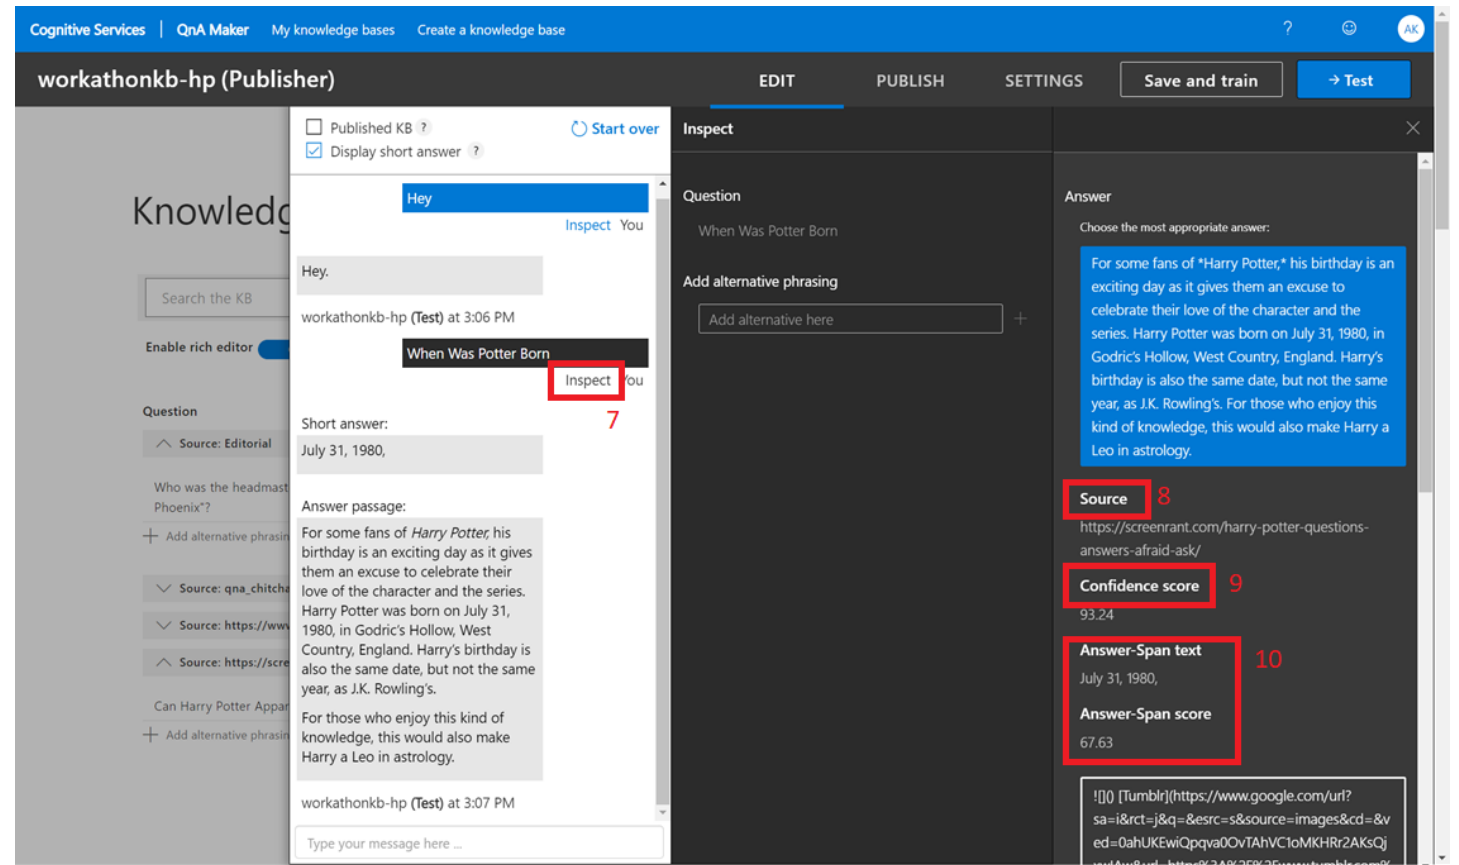 Cognitive Services | QnA Maker My knowledge bases Create a knowledge base ? AK
workathonkb-hp (Publisher) EDIT PUBLISH SETTINGS Save and train → Test
Published KB ?
Start over
Display short answer ?
Hey
Inspect You
Hey.
workathonkb-hp (Test) at 3:06 PM
When Was Potter Born
Inspect You
7
Short answer:
July 31, 1980,
Answer passage:
For some fans of Harry Potter, his
birthday is an exciting day as it gives
them an excuse to celebrate their
love of the character and the series.
Harry Potter was born on July 31,
1980, in Godric's Hollow, West
Country, England. Harry's birthday is
also the same date, but not the same
year, as J.K. Rowling's.
For those who enjoy this kind of
knowledge, this would also make
Harry a Leo in astrology.
workathonkb-hp (Test) at 3:07 PM
Type your message here ...
Knowledg
Search the KB
Enable rich editor
Question
Source: Editorial
Who was the headmast
Phoenix"?
Add alternative phrasin
Source: qna_chitcha
Source: https://www
Source: https://scre
Can Harry Potter Appar
Add alternative phrasin
Inspect
Question
When Was Potter Born
Add alternative phrasing
Add alternative here
Answer
Choose the most appropriate answer:
For some fans of *Harry Potter,* his birthday is an
exciting day as it gives them an excuse to
celebrate their love of the character and the
series. Harry Potter was born on July 31, 1980, in
Godric's Hollow, West Country, England. Harry's
birthday is also the same date, but not the same
year, as J.K. Rowling's. For those who enjoy this
kind of knowledge, this would also make Harry a
Leo in astrology.
Source 8
https://screenrant.com/harry-potter-questions-
answers-afraid-ask/
Confidence score 9
93.24
Answer-Span text
10
July 31, 1980,
Answer-Span score
67.63
![]() [Tumblr](https://www.google.com/url?
sa=i&rct=j&q=&esrc=s&source=images&cd=&v
ed=0ahUKEwiQpqva0OvTAhVC1oMKHRr2AKsQj